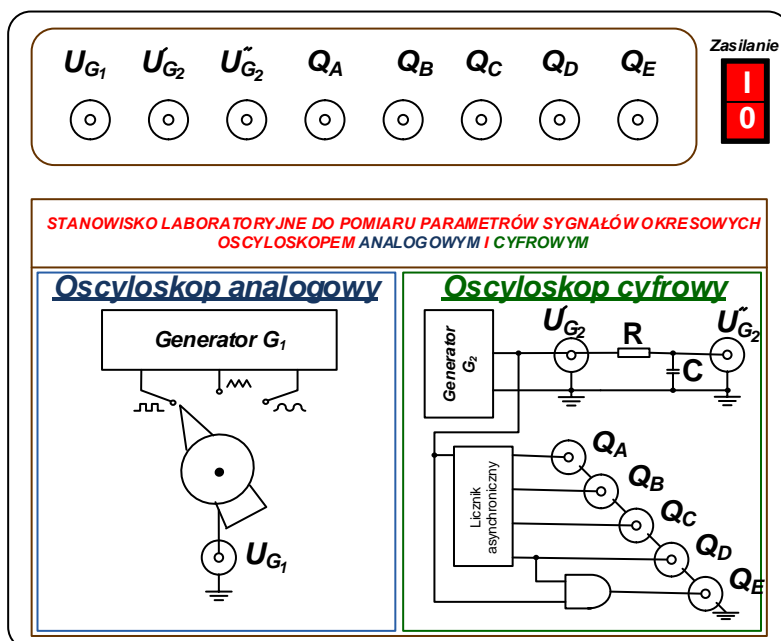 U_G1 U'_G2 U"_G2 Q_A Q_B Q_C Q_D Q_E
Zasilanie
I
0
STANOWISKO LABORATORYJNE DO POMIARU PARAMETRÓW SYGNAŁÓW OKRESOWYCH
OSCYLOSKOPEM ANALOGOWYM I CYFROWYM
Oscyloskop analogowy
Generator G1
U_G1
Oscyloskop cyfrowy
Generator
G2
U'_G2
R
C
U"_G2
Licznik
asynchroniczny
Q_A
Q_B
Q_C
Q_D
Q_E